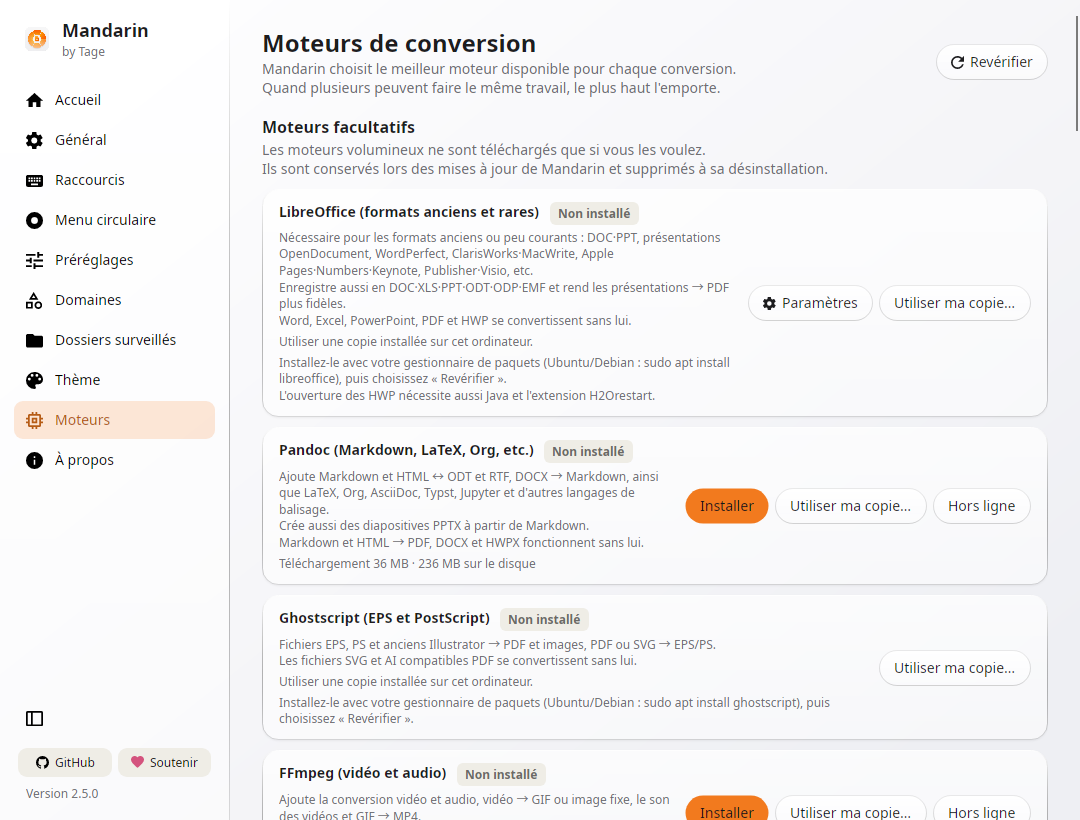 Mandarin
by Tage
Accueil
Général
Raccourcis
Menu circulaire
Préréglages
Domaines
Dossiers surveillés
Thème
Moteurs
À propos
GitHub
Soutenir
Version 2.5.0
Moteurs de conversion
Mandarin choisit le meilleur moteur disponible pour chaque conversion.
Quand plusieurs peuvent faire le même travail, le plus haut l'emporte.
Revérifier
Moteurs facultatifs
Les moteurs volumineux ne sont téléchargés que si vous les voulez.
Ils sont conservés lors des mises à jour de Mandarin et supprimés à sa désinstallation.
LibreOffice (formats anciens et rares) Non installé
Nécessaire pour les formats anciens ou peu courants : DOC·PPT, présentations
OpenDocument, WordPerfect, ClarisWorks·MacWrite, Apple
Pages·Numbers·Keynote, Publisher·Visio, etc.
Enregistre aussi en DOC·XLS·PPT·ODT·ODP·EMF et rend les présentations → PDF
plus fidèles.
Word, Excel, PowerPoint, PDF et HWP se convertissent sans lui.
Utiliser une copie installée sur cet ordinateur.
Installez-le avec votre gestionnaire de paquets (Ubuntu/Debian : sudo apt install
libreoffice), puis choisissez « Revérifier ».
L'ouverture des HWP nécessite aussi Java et l'extension H2Orestart.
Paramètres
Utiliser ma copie…
Pandoc (Markdown, LaTeX, Org, etc.) Non installé
Ajoute Markdown et HTML ↔ ODT et RTF, DOCX → Markdown, ainsi
que LaTeX, Org, AsciiDoc, Typst, Jupyter et d'autres langages de
balisage.
Crée aussi des diapositives PPTX à partir de Markdown.
Markdown et HTML → PDF, DOCX et HWPX fonctionnent sans lui.
Téléchargement 36 MB · 236 MB sur le disque
Installer
Utiliser ma copie…
Hors ligne
Ghostscript (EPS et PostScript) Non installé
Fichiers EPS, PS et anciens Illustrator → PDF et images, PDF ou SVG → EPS/PS.
Les fichiers SVG et AI compatibles PDF se convertissent sans lui.
Utiliser une copie installée sur cet ordinateur.
Installez-le avec votre gestionnaire de paquets (Ubuntu/Debian : sudo apt install ghostscript), puis
choisissez « Revérifier ».
Utiliser ma copie…
FFmpeg (vidéo et audio) Non installé
Ajoute la conversion vidéo et audio, vidéo → GIF ou image fixe, le son
des vidéos et GIF → MP4.
Installer
Utiliser ma copie…
Hors ligne